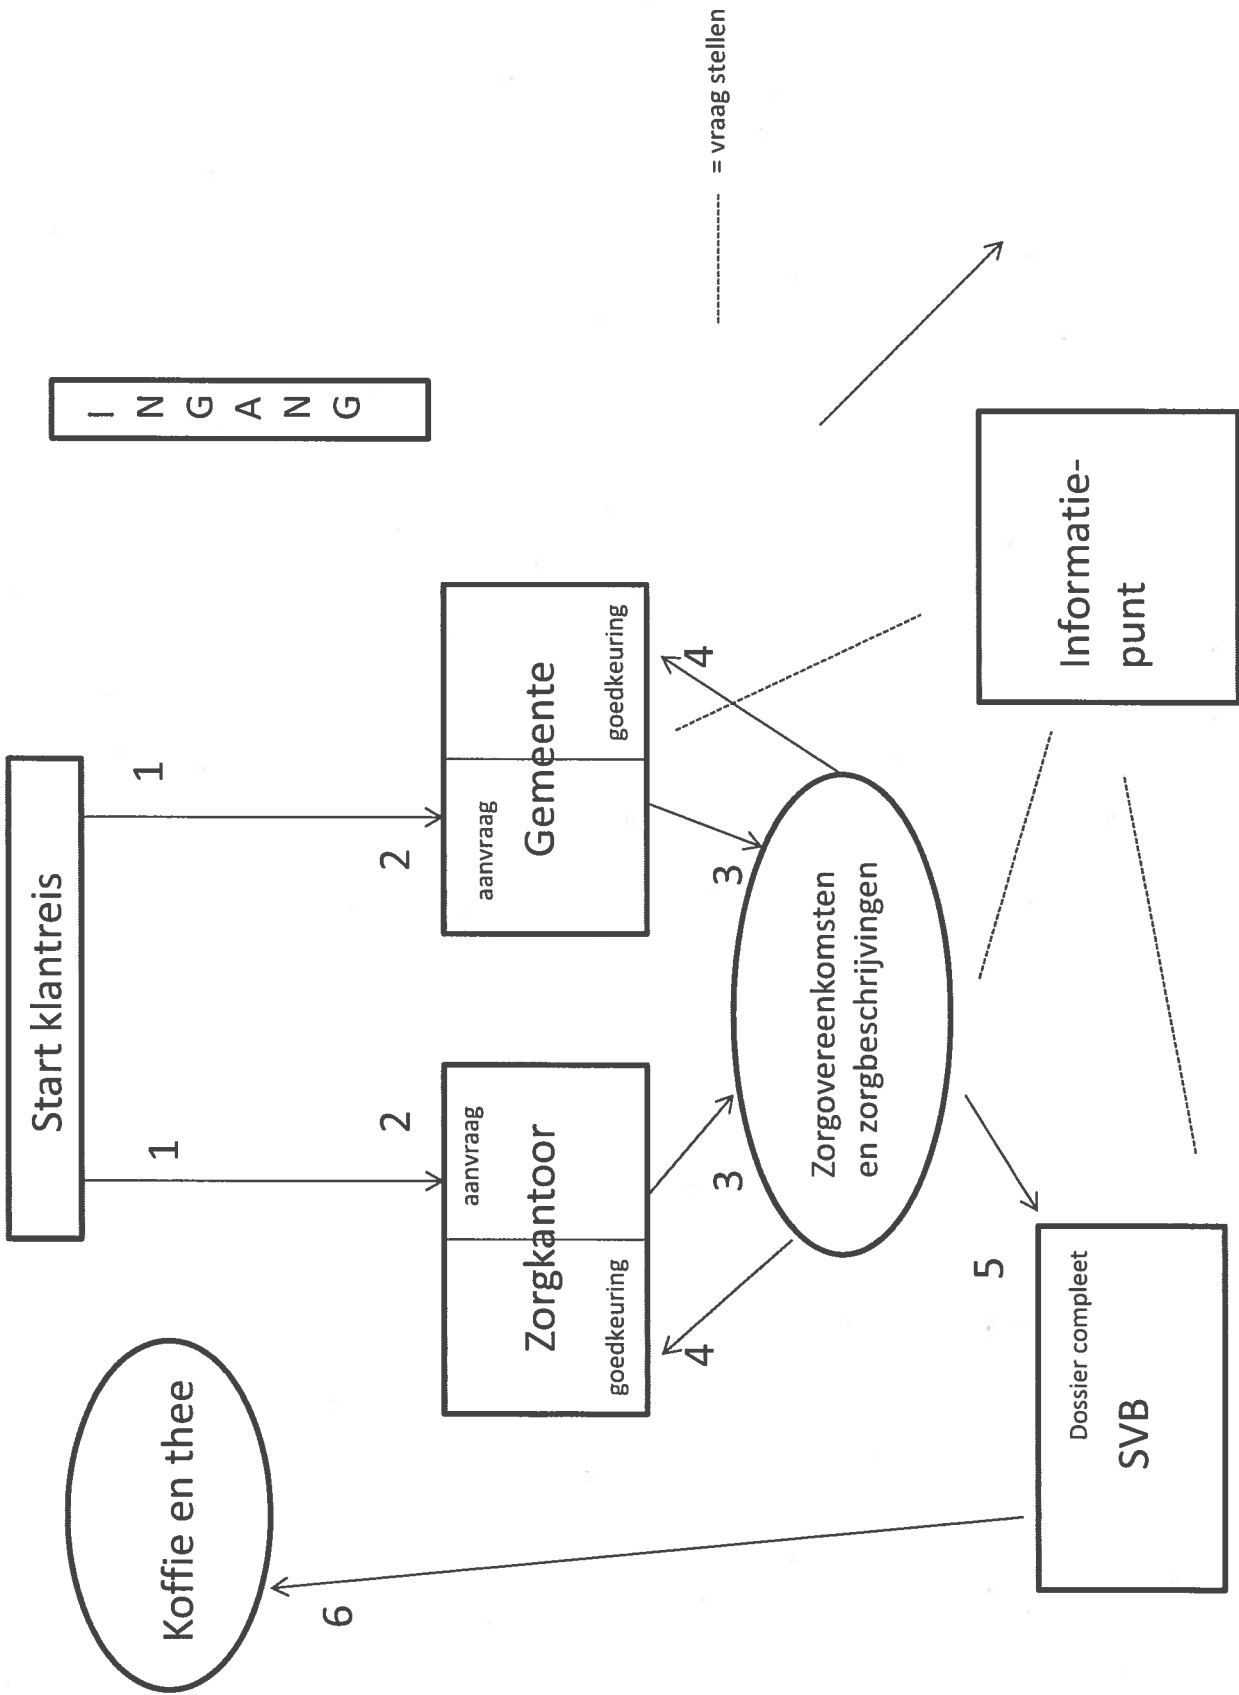 Koffie en thee
Start klantreis
I
N
G
A
N
G
1
1
6
2
2
aanvraag
Zorgkantoor
goedkeuring
aanvraag
Gemeente
goedkeuring
4
3
3
4
Zorgovereenkomsten
en zorgbeschrijvingen
= vraag stellen
5
Dossier compleet
SVB
Informatie-
punt